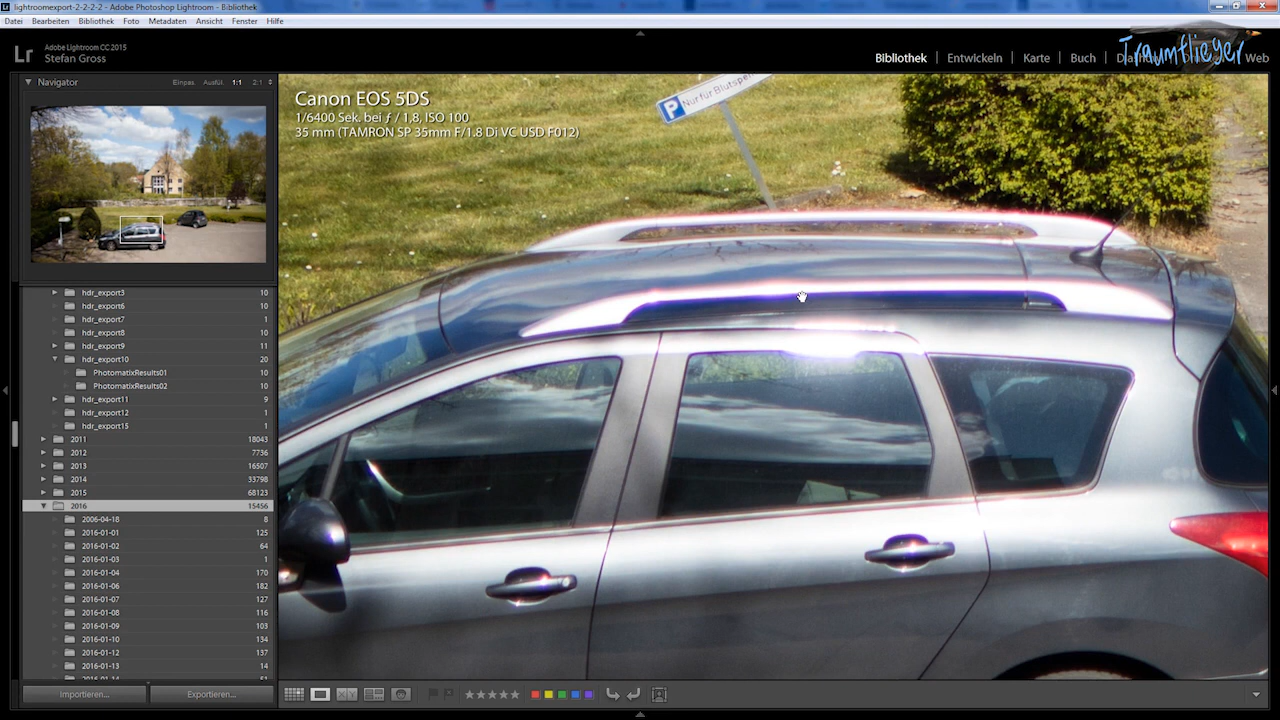 lightroomexport-2-2-2-2 - Adobe Photoshop Lightroom - Bibliothek
Datei Bearbeiten Bibliothek Foto Metadaten Ansicht Fenster Hilfe
Lr
Adobe Lightroom CC 2015
Stefan Gross
Bibliothek | Entwickeln | Karte | Buch | Web
Traumflieger
Navigator Einpas. Ausfül. 1:1 2:1
Canon EOS 5DS
1/6400 Sek. bei ƒ / 1,8, ISO 100
35 mm (TAMRON SP 35mm F/1.8 Di VC USD F012)
P Nur für Blutspen
hdr_export3 10
hdr_export6 10
hdr_export7 1
hdr_export8 10
hdr_export9 11
hdr_export10 20
PhotomatixResults01 10
PhotomatixResults02 10
hdr_export11 9
hdr_export12 1
hdr_export15 1
2011 18043
2012 7736
2013 16507
2014 33798
2015 68123
2016 15456
2006-04-18 8
2016-01-01 125
2016-01-02 64
2016-01-03 1
2016-01-04 170
2016-01-06 182
2016-01-07 127
2016-01-08 116
2016-01-09 103
2016-01-10 134
2016-01-12 137
2016-01-13 14
2016-01-14 51
Importieren... Exportieren...